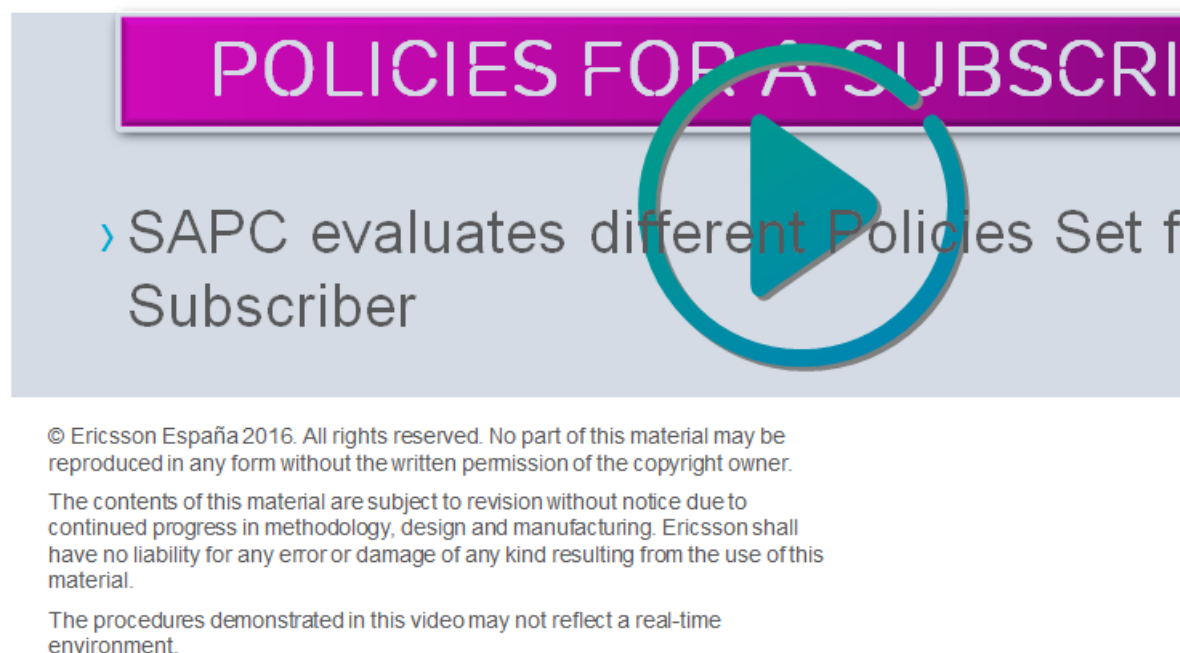 POLICIES FOR A SUBSCRI
› SAPC evaluates different Policies Set f
Subscriber
© Ericsson España 2016. All rights reserved. No part of this material may be
reproduced in any form without the written permission of the copyright owner.
The contents of this material are subject to revision without notice due to
continued progress in methodology, design and manufacturing. Ericsson shall
have no liability for any error or damage of any kind resulting from the use of this
material.
The procedures demonstrated in this video may not reflect a real-time
environment.